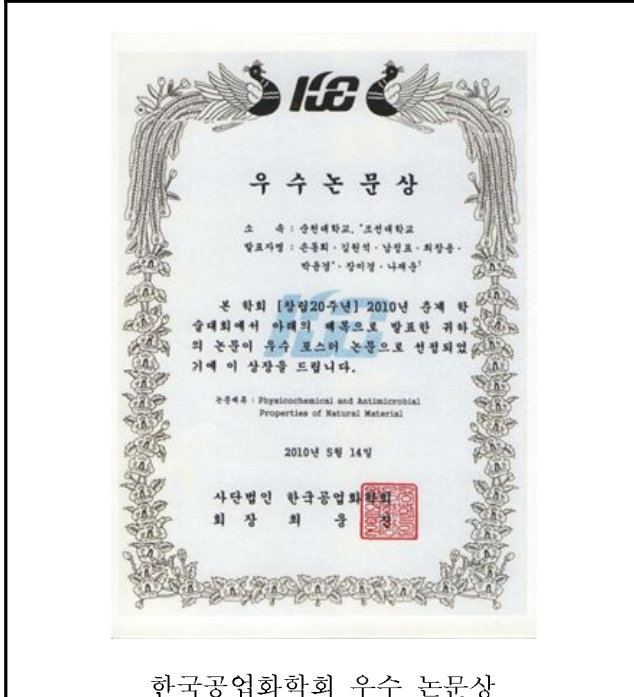 우수논문상
소 속 : 순천대학교, *조선대학교
발표자명 : 손동희 · 김원석 · 남정표 · 최창용 ·
박윤경* · 장미경 · 나재운†
본 학회 [창립20주년] 2010년 춘계 학
술대회에서 아래의 제목으로 발표한 귀하
의 논문이 우수 포스터 논문으로 선정되었
기에 이 상장을 드립니다.
논문제목 : Physicochemical and Antimicrobial
Properties of Natural Material
2010년 5월 14일
사단법인 한국공업화학회
회 장 최 웅
한국공업화학회 우수 논문상